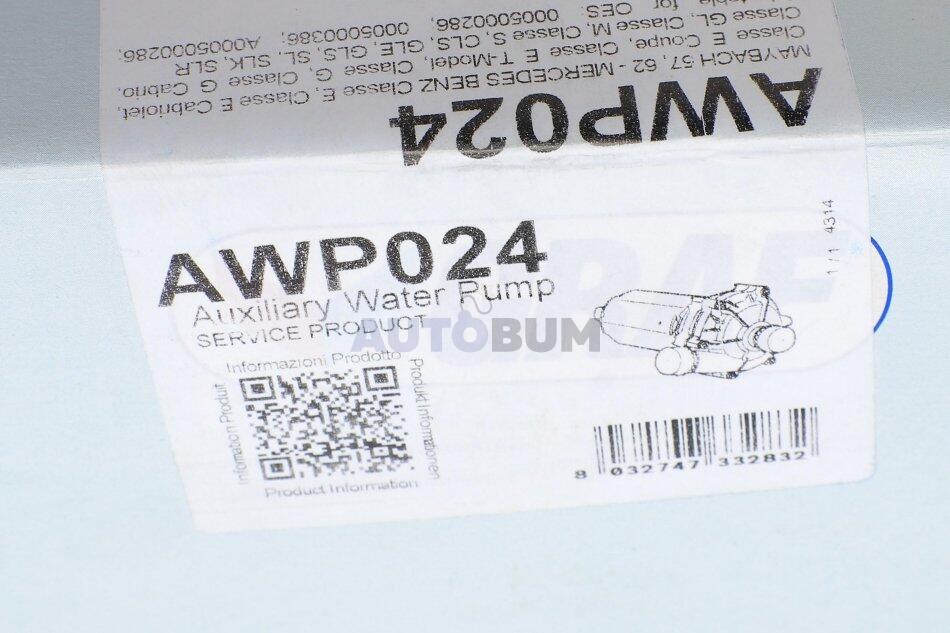 AWP024
MAYBACH 57, 62 - MERCEDES BENZ Classe E, Classe E Cabriolet,
Classe E Coupe, Classe E T-Model, Classe G, Classe G Cabrio,
Classe GL, Classe M, Classe S, CLS, GLE, GLS, SL, SLK, SLR
for OES: 0005000286, 0005000386, A0005000286,
AWP024
Auxiliary Water Pump
SERVICE PRODUCT
1/1 4314
AUTOBUM
Informazioni Prodotto
Information Produit
Produkt Informationen
Product Information
8 032747 332832